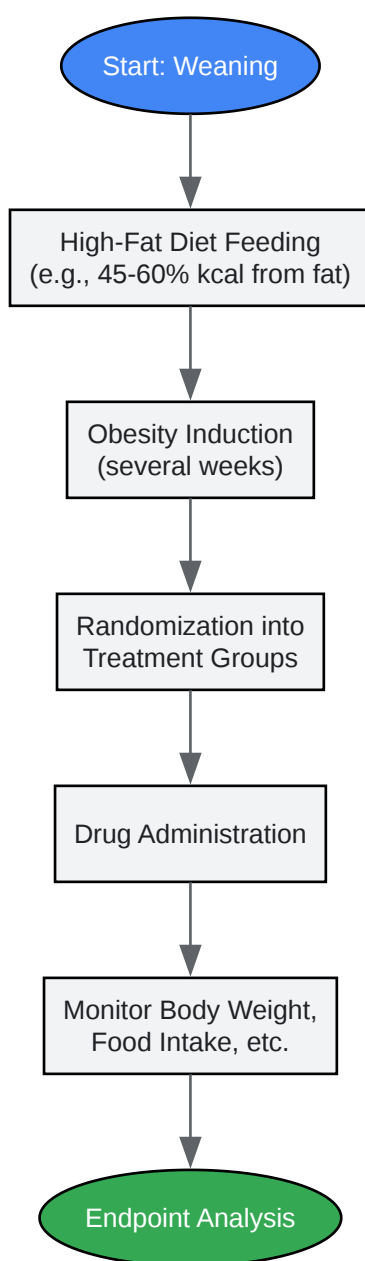 Start: Weaning
High-Fat Diet Feeding
(e.g., 45-60% kcal from fat)
Obesity Induction
(several weeks)
Randomization into
Treatment Groups
Drug Administration
Monitor Body Weight,
Food Intake, etc.
Endpoint Analysis